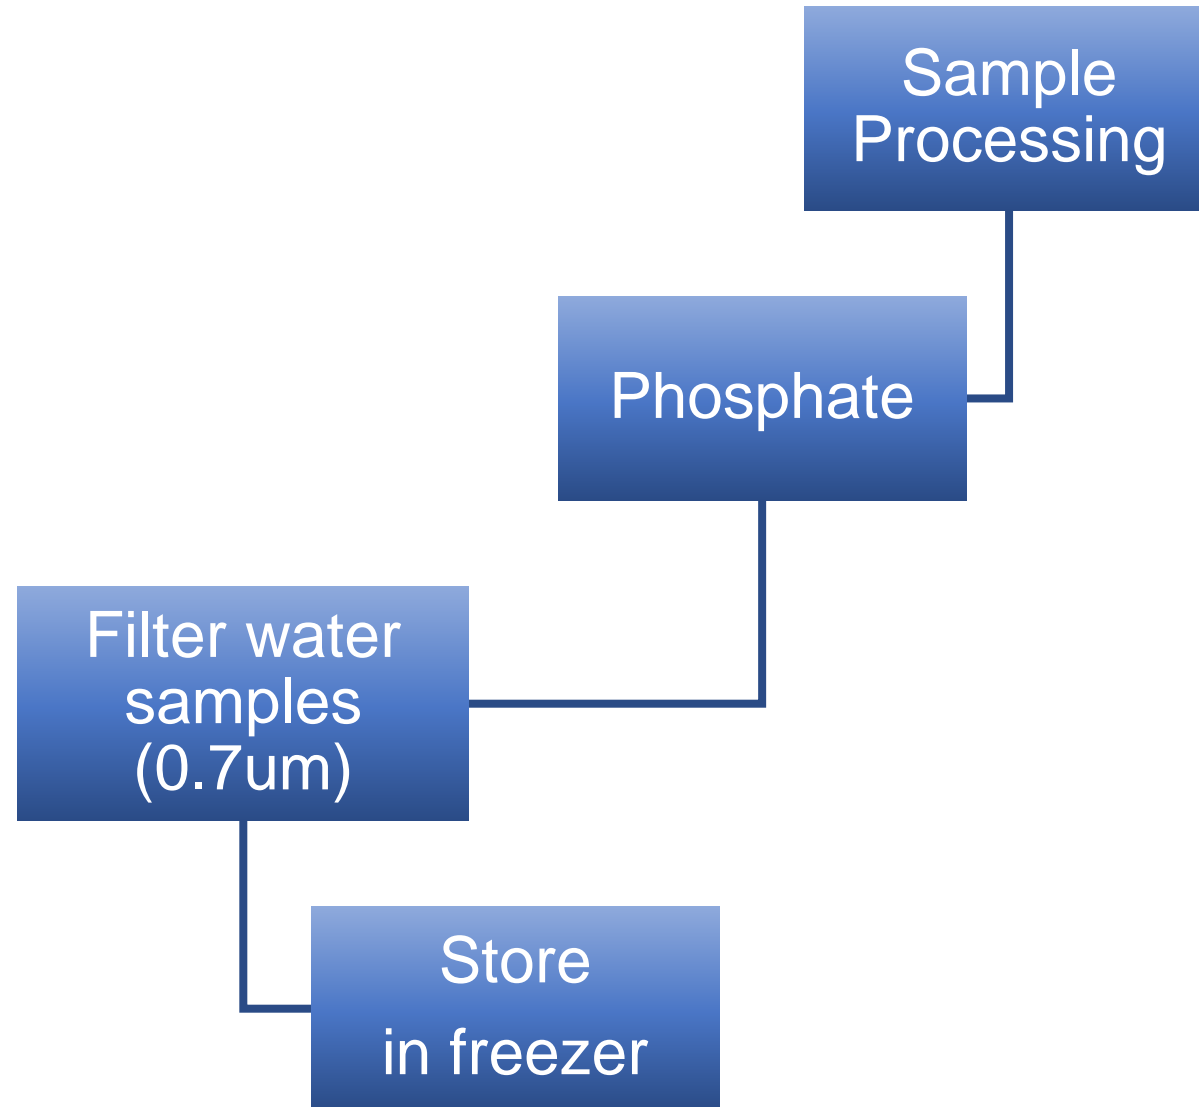 Sample
Processing
Phosphate
Filter water
samples
(0.7um)
Store
in freezer